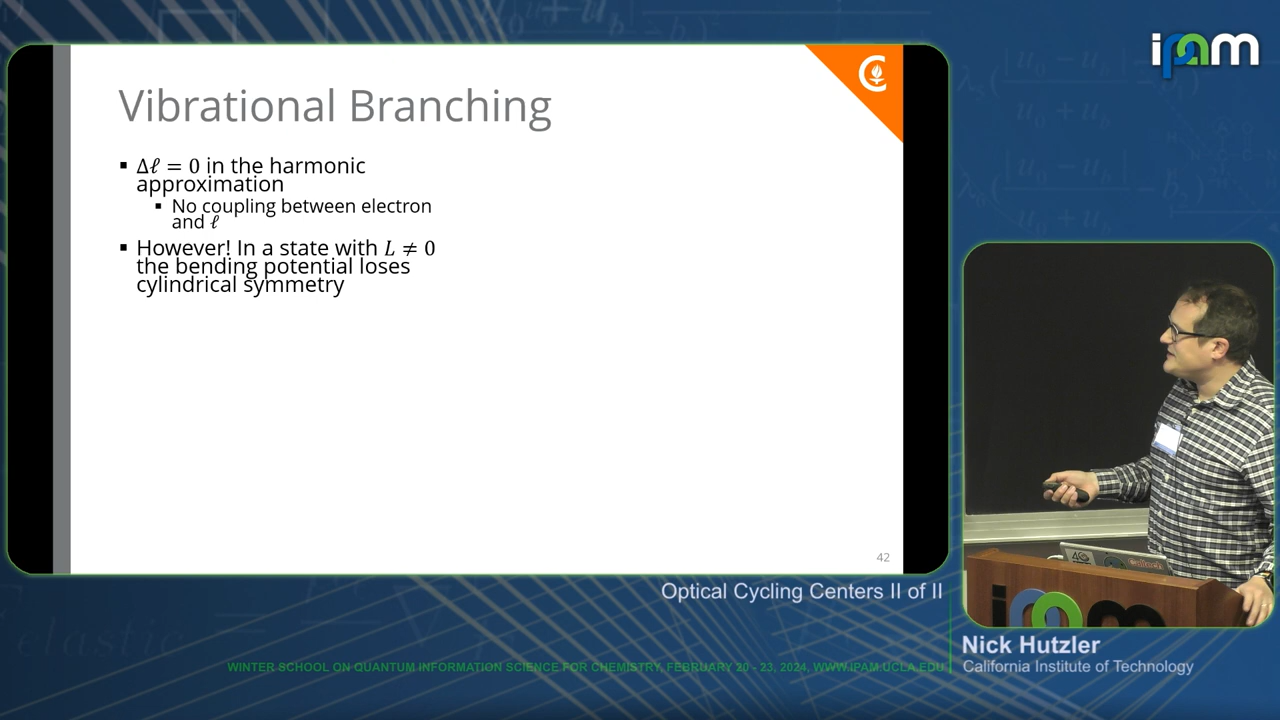 ipam
Vibrational Branching
▪ Δℓ = 0 in the harmonic
approximation
▪ No coupling between electron
and ℓ
▪ However! In a state with L ≠ 0
the bending potential loses
cylindrical symmetry
42
Optical Cycling Centers II of II
Nick Hutzler
California Institute of Technology
WINTER SCHOOL ON QUANTUM INFORMATION SCIENCE FOR CHEMISTRY, FEBRUARY 20 - 23, 2024, WWW.IPAM.UCLA.EDU
elastic